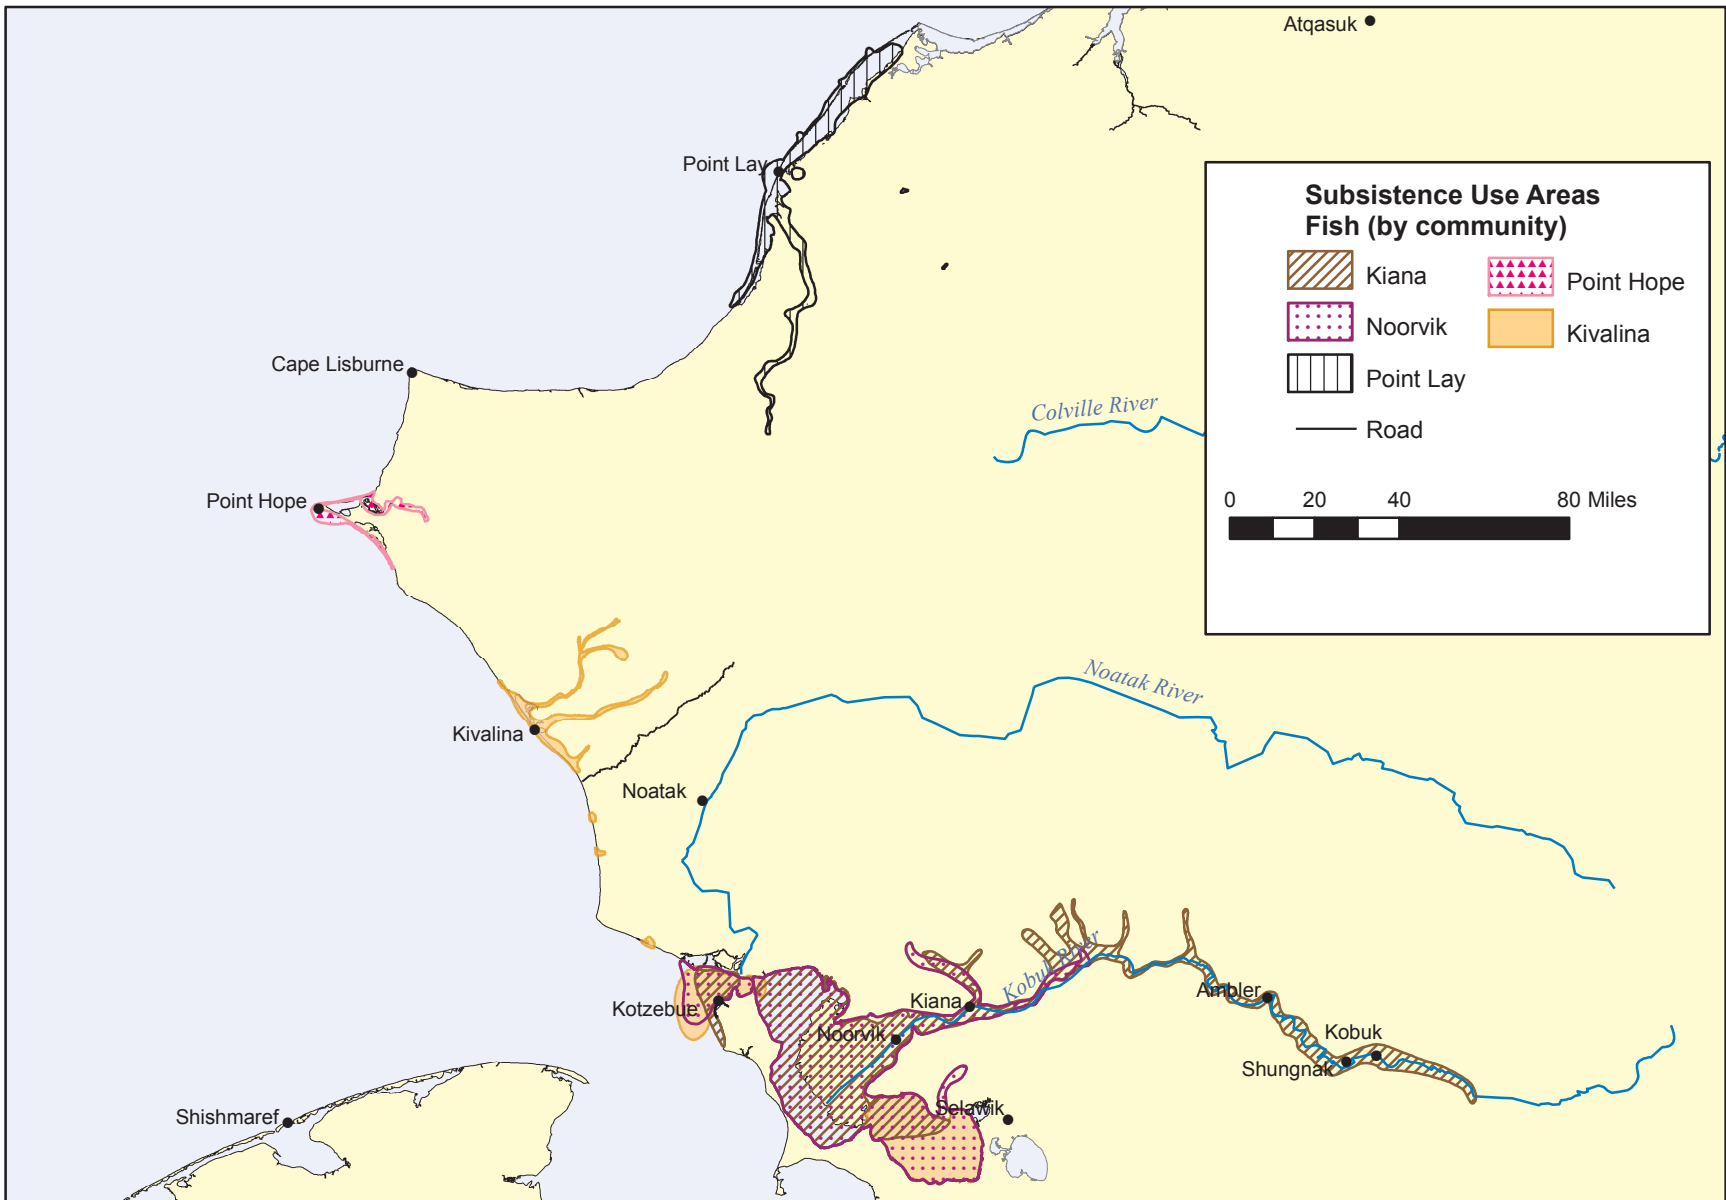 Atqasuk
Point Lay
Subsistence Use Areas
Fish (by community)
Kiana
Point Hope
Noorvik
Kivalina
Point Lay
Road
0 20 40 80 Miles
Cape Lisburne
Colville River
Point Hope
Noatak River
Kivalina
Noatak
Kobuk River
Kiana
Ambler
Kotzebue
Noorvik
Kobuk
Shungnak
Selawik
Shishmaref